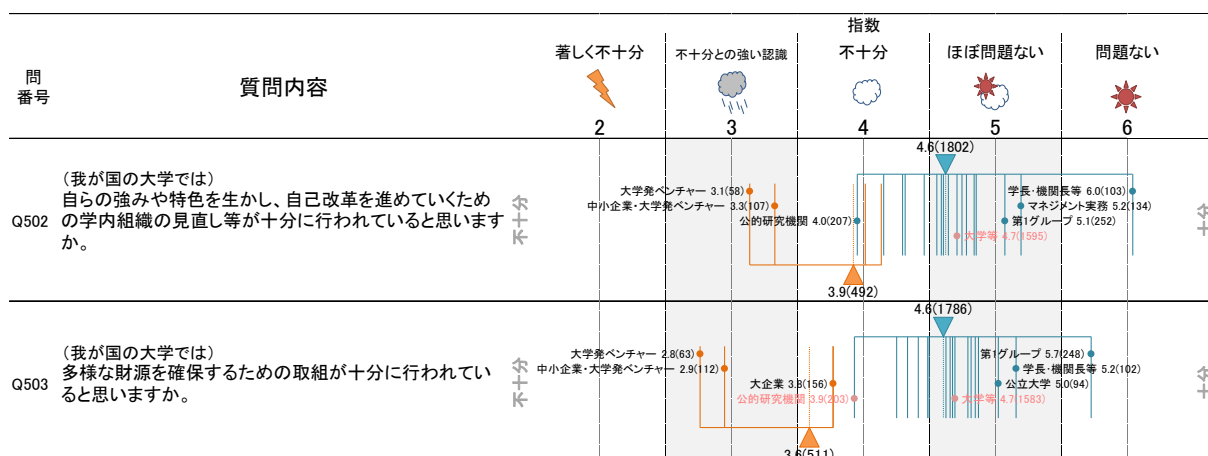 指数
著しく不十分 不十分との強い認識 不十分 ほぼ問題ない 問題ない
問番号 質問内容
2 3 4 5 6
Q502
(我が国の大学では)
自らの強みや特色を生かし、自己改革を進めていくため
の学内組織の見直し等が十分に行われていると思います
か。
不十分
4.6(1802)
大学発ベンチャー 3.1(58)
中小企業・大学発ベンチャー 3.3(107)
公的研究機関 4.0(207)
学長・機関長等 6.0(103)
マネジメント実務 5.2(134)
第1グループ 5.1(252)
大学等 4.7(1595)
3.9(492)
十分
Q503
(我が国の大学では)
多様な財源を確保するための取組が十分に行われてい
ると思いますか。
不十分
4.6(1786)
大学発ベンチャー 2.8(63)
中小企業・大学発ベンチャー 2.9(112)
大企業 3.8(156)
公的研究機関 3.9(203)
第1グループ 5.7(248)
学長・機関長等 5.2(102)
公立大学 5.0(94)
大学等 4.7(1583)
3.6(511)
十分